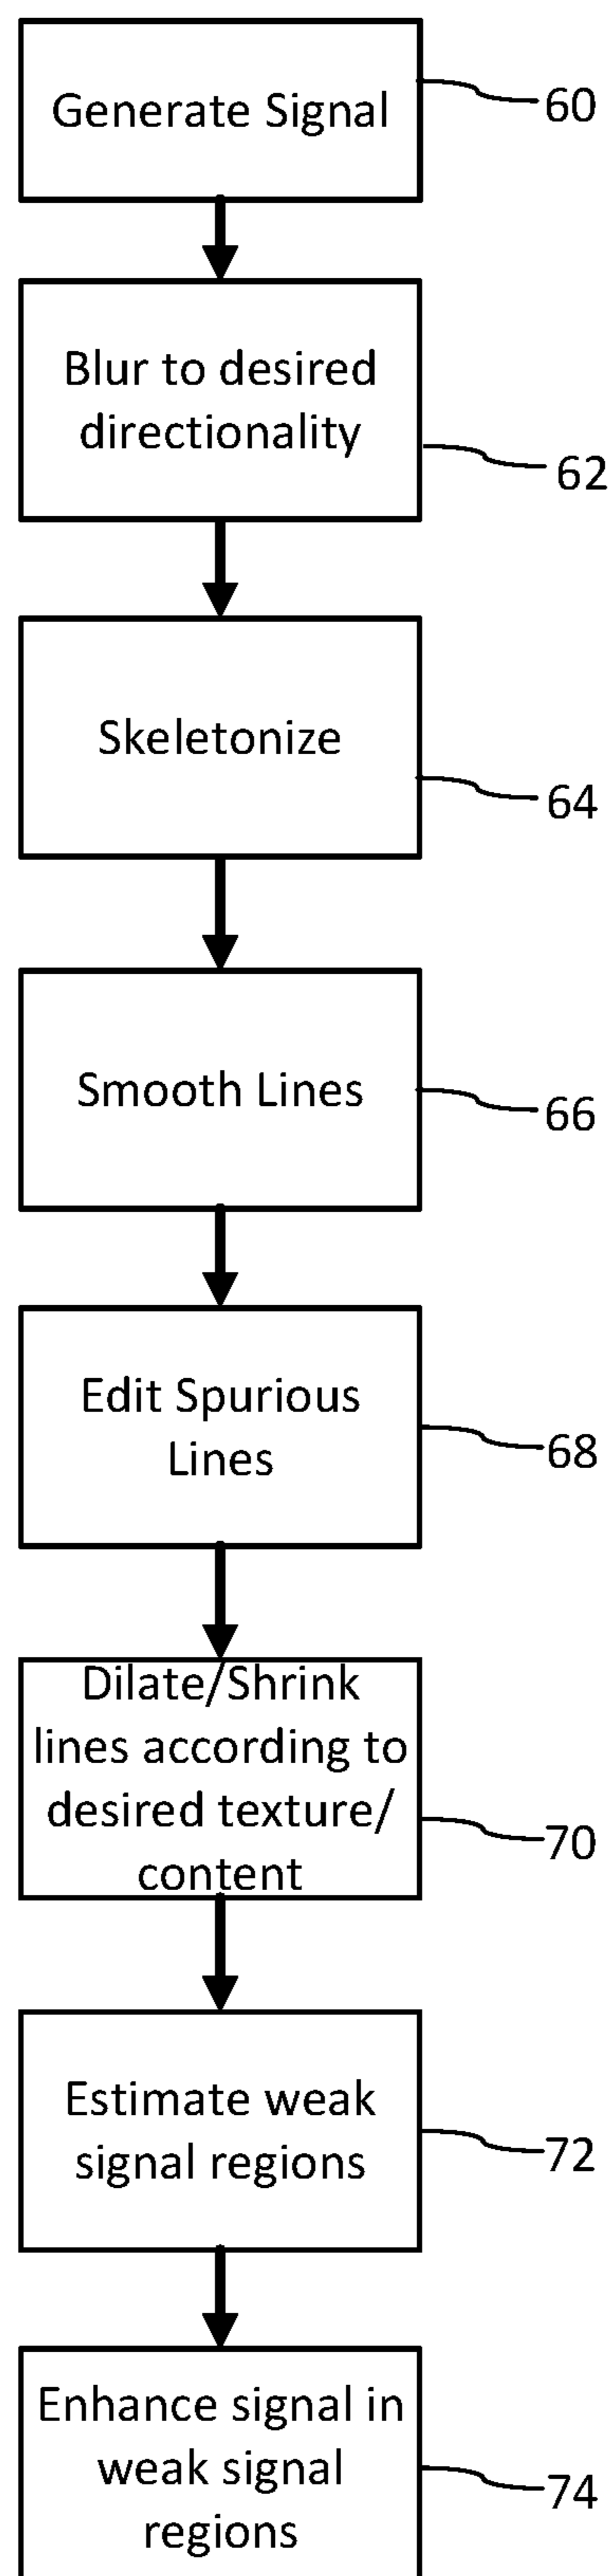 Generate Signal
60
Blur to desired
directionality
62
Skeletonize
64
Smooth Lines
66
Edit Spurious
Lines
68
Dilate/Shrink
lines according to
desired texture/
content
70
Estimate weak
signal regions
72
Enhance signal in
weak signal
regions
74